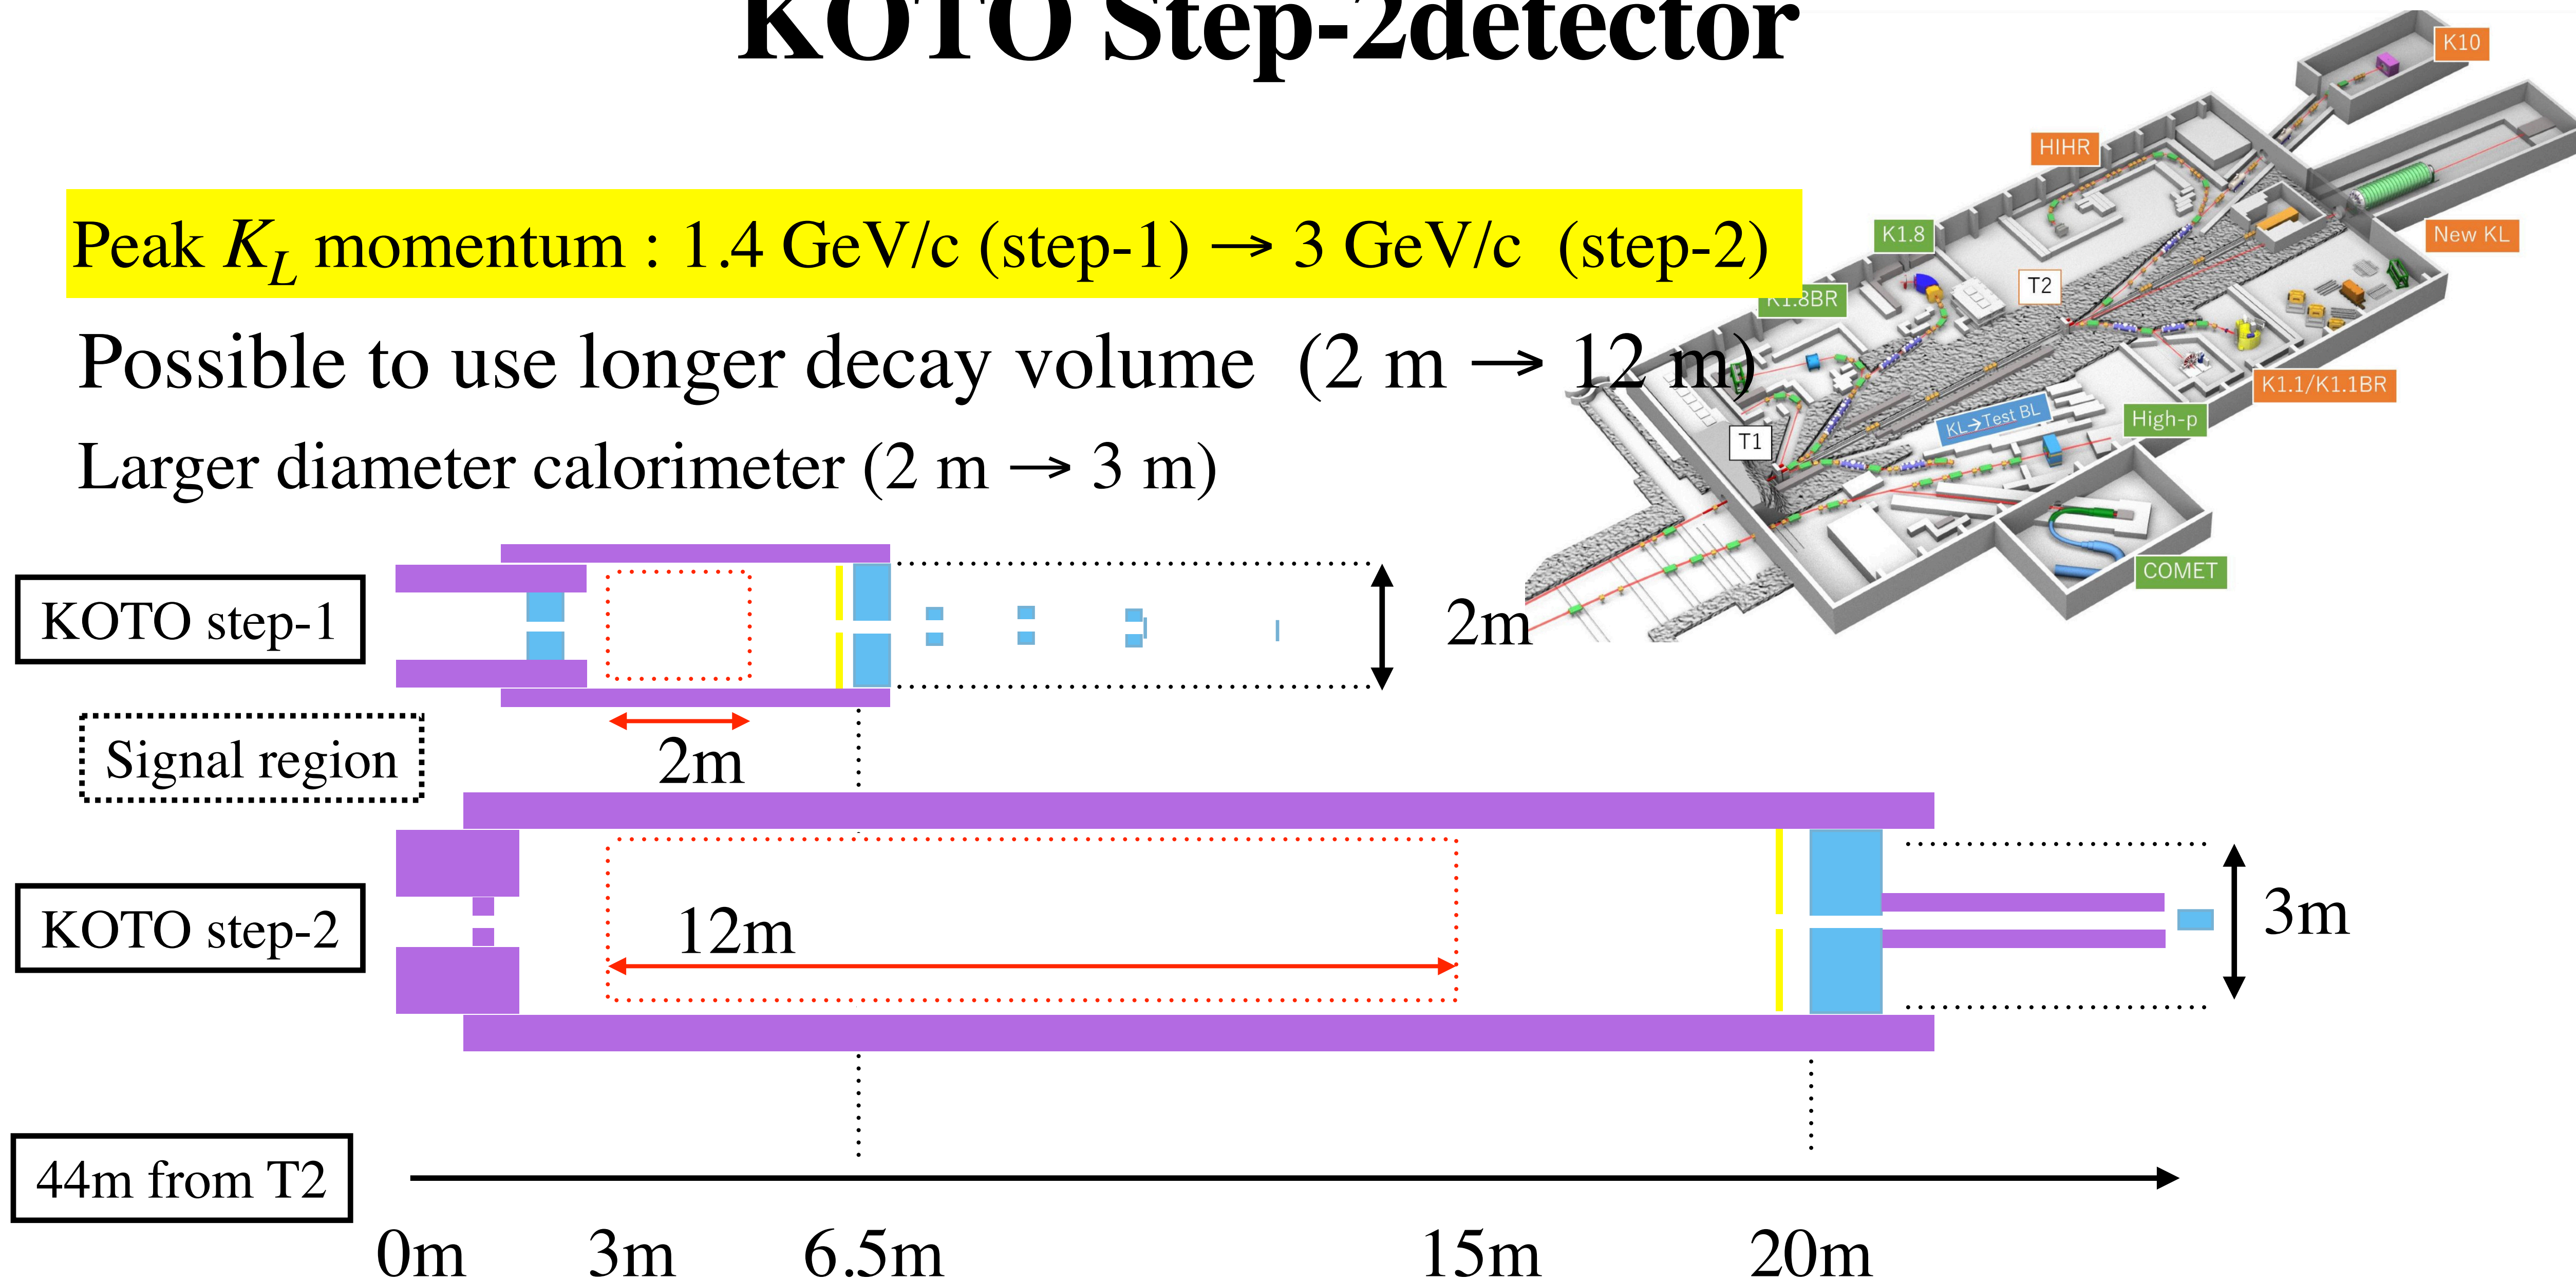 KOTO Step-2detector
Peak K_L momentum : 1.4 GeV/c (step-1) → 3 GeV/c (step-2)
Possible to use longer decay volume (2 m → 12 m)
Larger diameter calorimeter (2 m → 3 m)
K10
HIHR
K1.8
New KL
T2
K1.8BR
K1.1/K1.1BR
High-p
KL→Test BL
T1
COMET
KOTO step-1
2m
Signal region
2m
KOTO step-2
12m
3m
44m from T2
0m 3m 6.5m 15m 20m